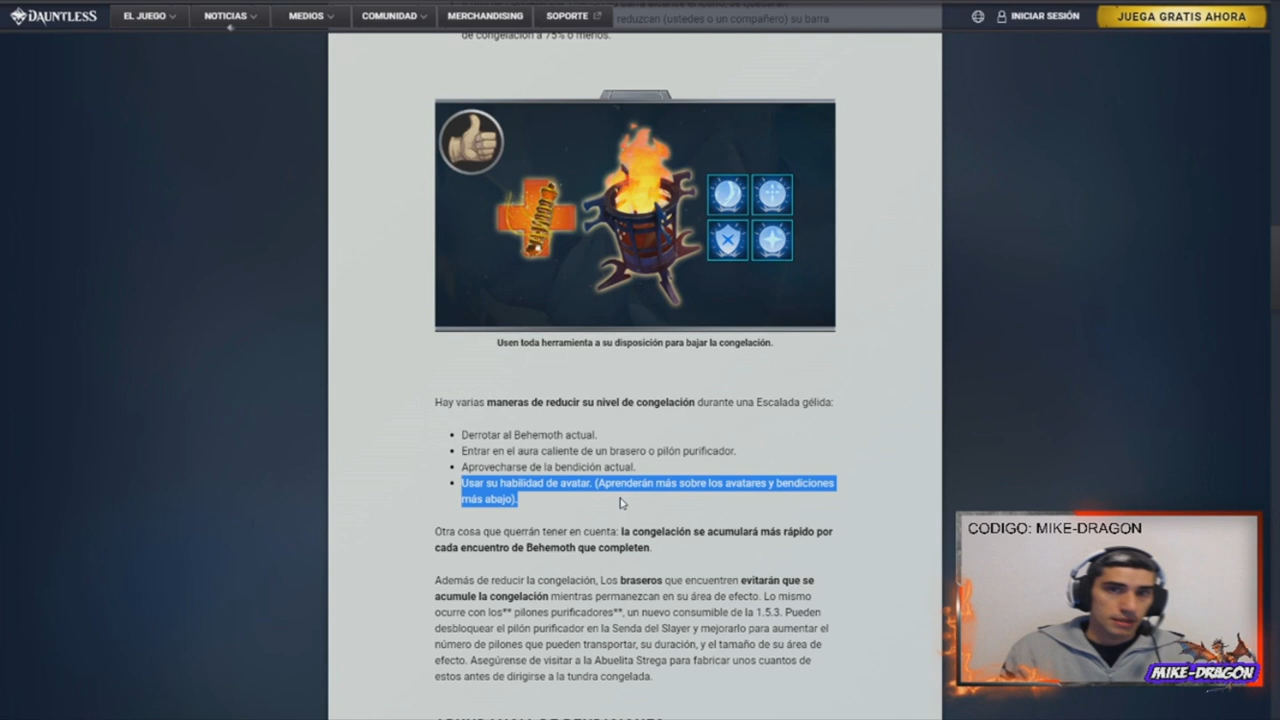 DAUNTLESS EL JUEGO NOTICIAS MEDIOS COMUNIDAD MERCHANDISING SOPORTE INICIAR SESIÓN JUEGA GRATIS AHORA
reduzcan (ustedes o un compañero) su barra
de congelación a 75% o menos.
Usen toda herramienta a su disposición para bajar la congelación.
Hay varias maneras de reducir su nivel de congelación durante una Escalada gélida:
• Derrotar al Behemoth actual.
• Entrar en el aura caliente de un brasero o pilón purificador.
• Aprovecharse de la bendición actual.
• Usar su habilidad de avatar. (Aprenderán más sobre los avatares y bendiciones
más abajo).
Otra cosa que querrán tener en cuenta: la congelación se acumulará más rápido por
cada encuentro de Behemoth que completen.
Además de reducir la congelación, Los braseros que encuentren evitarán que se
acumule la congelación mientras permanezcan en su área de efecto. Lo mismo
ocurre con los** pilones purificadores**, un nuevo consumible de la 1.5.3. Pueden
desbloquear el pilón purificador en la Senda del Slayer y mejorarlo para aumentar el
número de pilones que pueden transportar, su duración, y el tamaño de su área de
efecto. Asegúrense de visitar a la Abuelita Strega para fabricar unos cuantos de
estos antes de dirigirse a la tundra congelada.
CODIGO: MIKE-DRAGON
MIKE-DRAGON